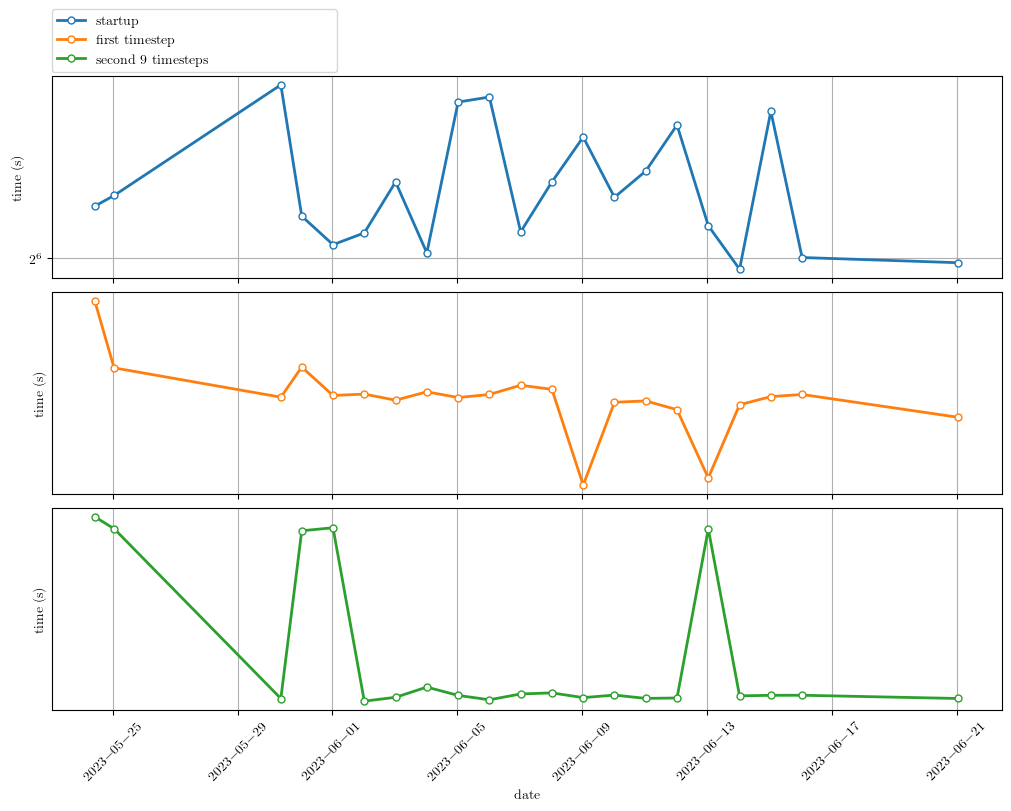 startup
first timestep
second 9 timesteps
time (s)
2⁶
time (s)
time (s)
2023−05−25
2023−05−29
2023−06−01
2023−06−05
2023−06−09
2023−06−13
2023−06−17
2023−06−21
date